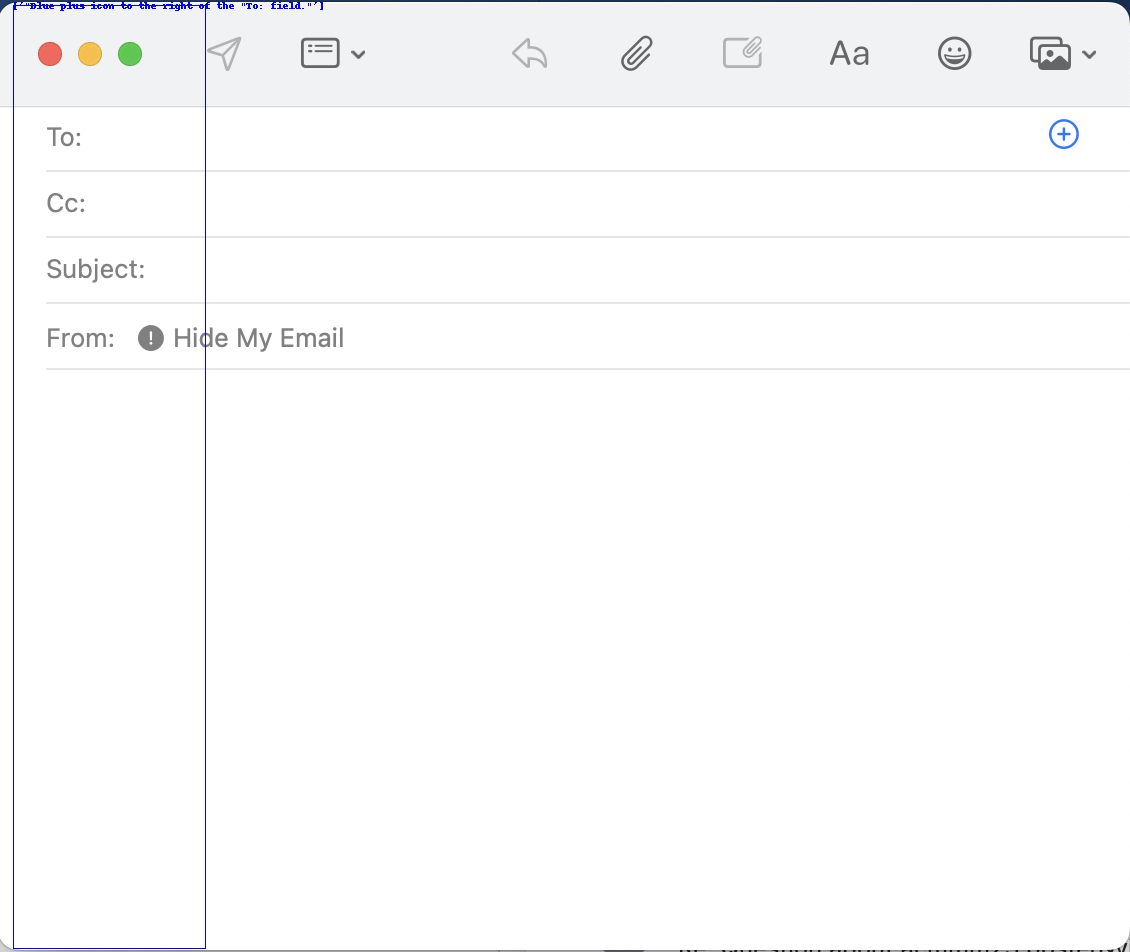 ["Blue plus icon to the right of the "To: field."']
Aa
To:
Cc:
Subject:
From: ! Hide My Email